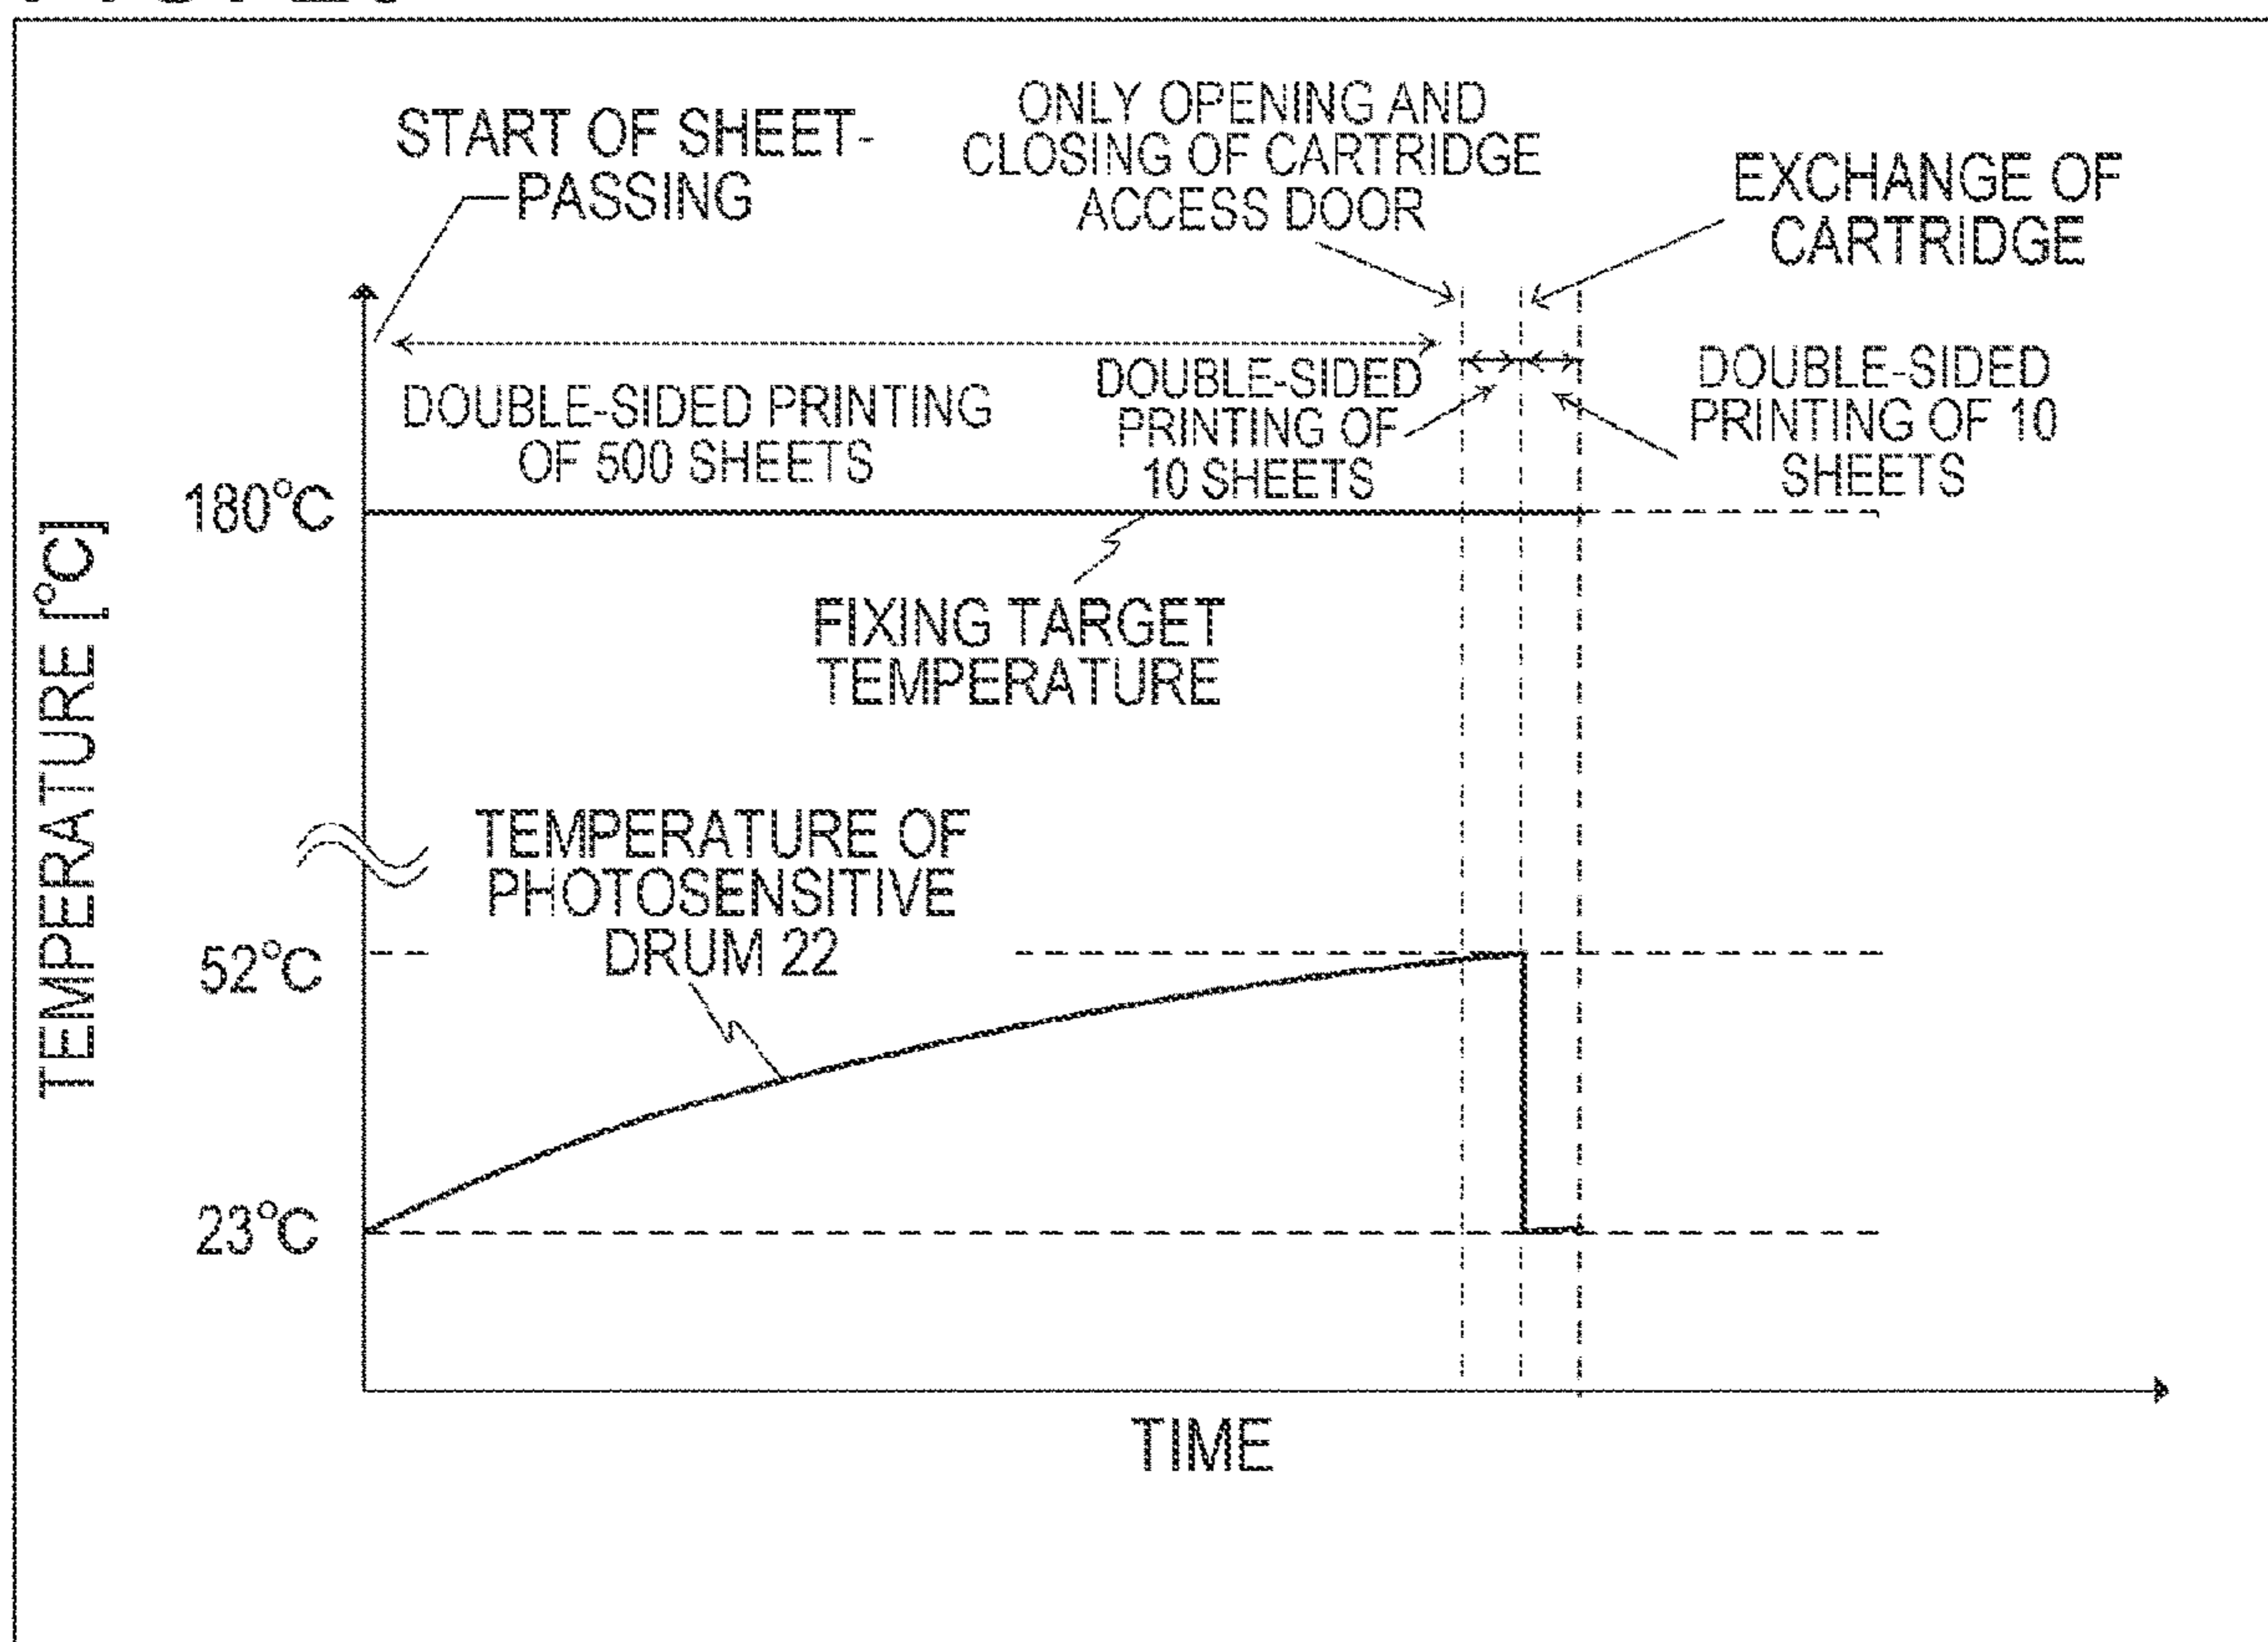 START OF SHEET-
PASSING
ONLY OPENING AND
CLOSING OF CARTRIDGE
ACCESS DOOR
EXCHANGE OF
CARTRIDGE
DOUBLE-SIDED PRINTING
OF 500 SHEETS
DOUBLE-SIDED
PRINTING OF
10 SHEETS
DOUBLE-SIDED
PRINTING OF 10
SHEETS
180°C
FIXING TARGET
TEMPERATURE
TEMPERATURE [°C]
TEMPERATURE OF
PHOTOSENSITIVE
DRUM 22
52°C
23°C
TIME